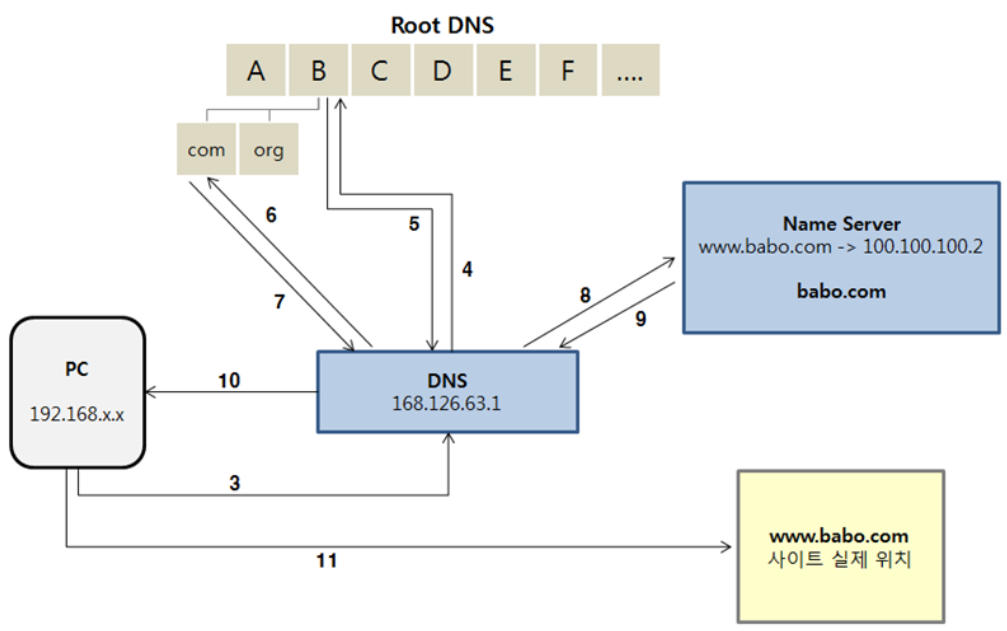 Root DNS
A B C D E F ....
com org
6
5
4
7
Name Server
www.babo.com -> 100.100.100.2
babo.com
8
9
PC
192.168.x.x
10
DNS
168.126.63.1
3
11
www.babo.com
사이트 실제 위치